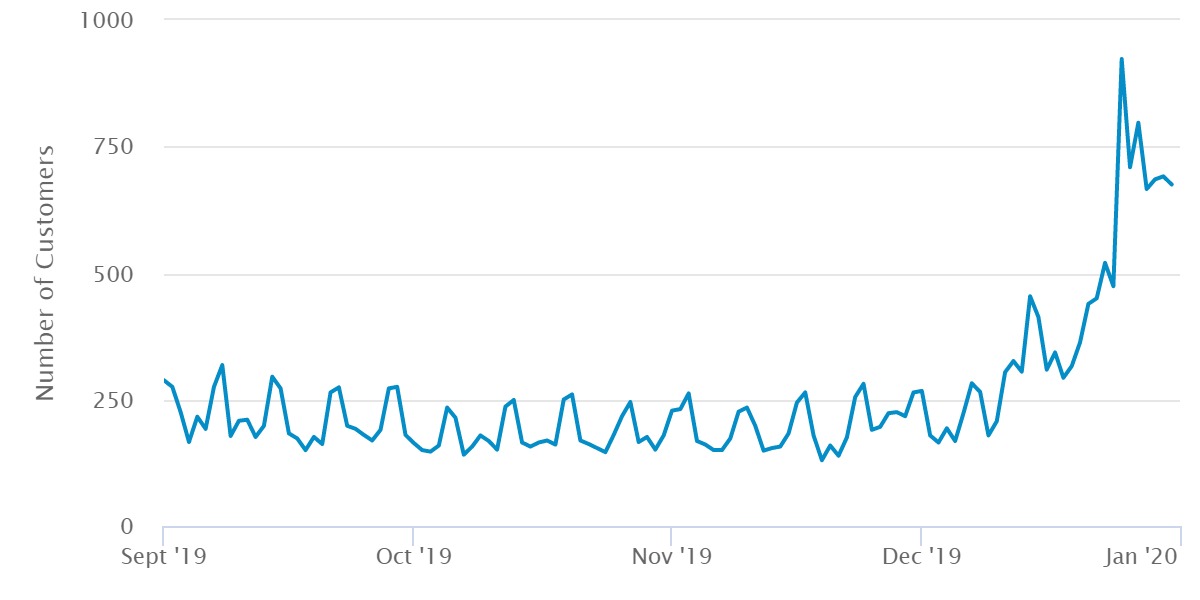 1000
750
500
250
0
Number of Customers
Sept '19
Oct '19
Nov '19
Dec '19
Jan '20